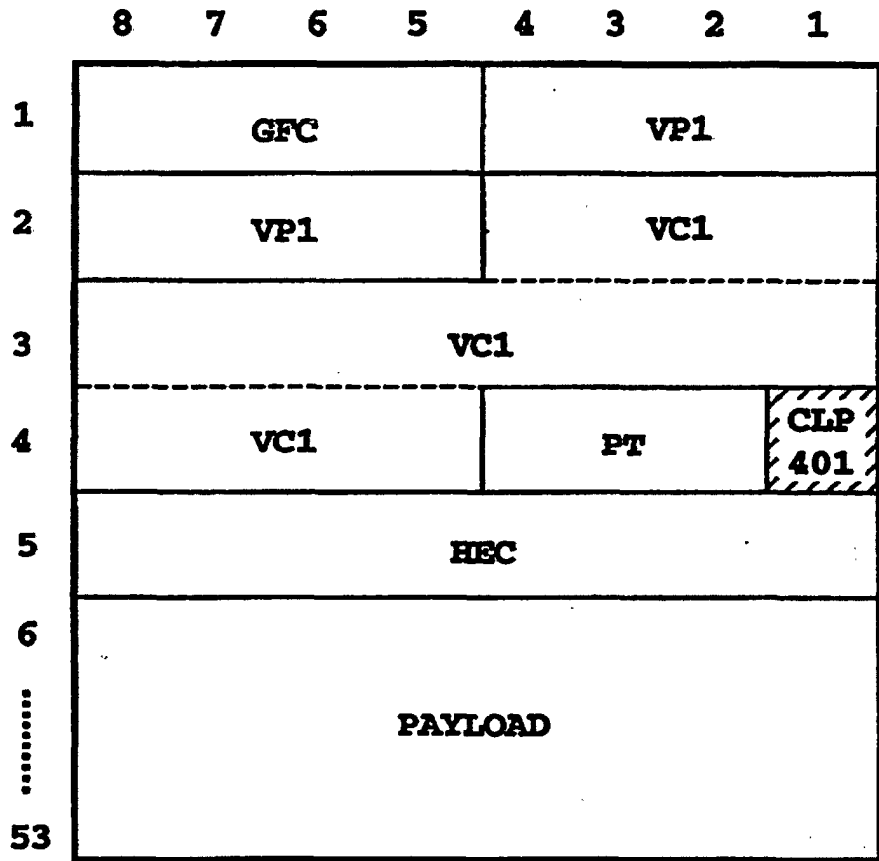 8 7 6 5 4 3 2 1
1 GFC VP1
2 VP1 VC1
3 VC1
4 VC1 PT CLP 401
5 HEC
6
PAYLOAD
53